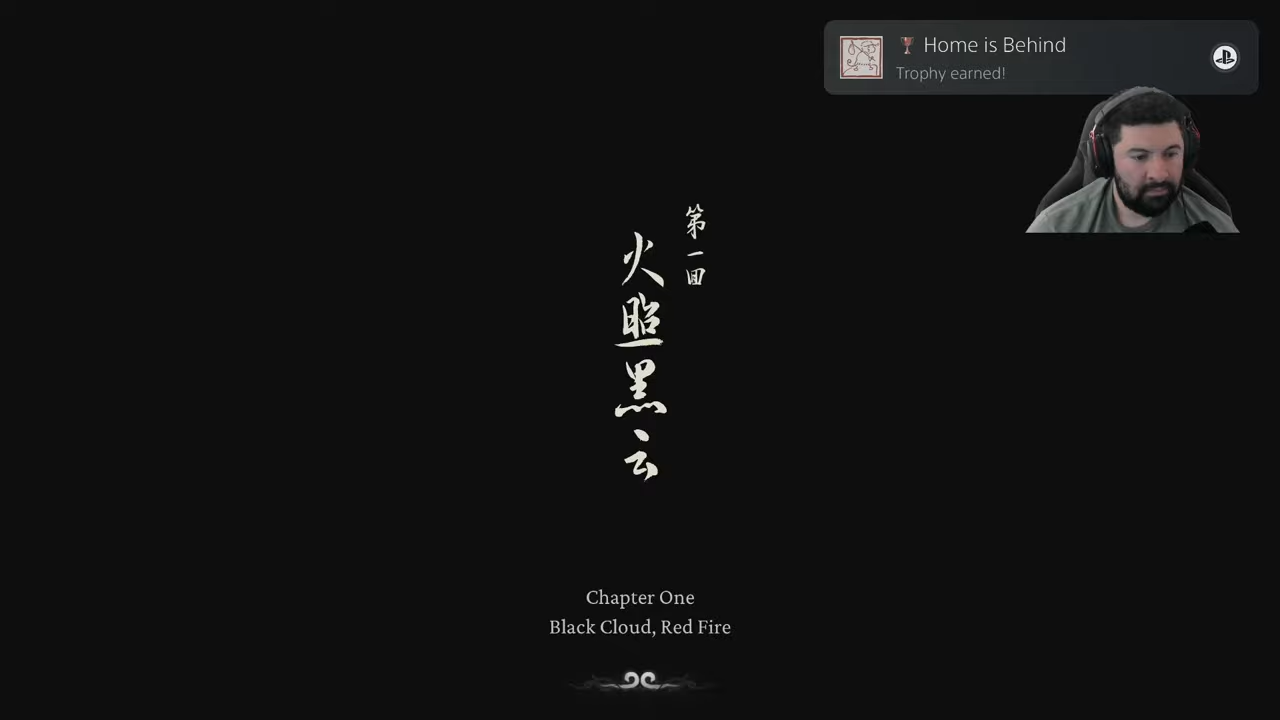 Home is Behind
Trophy earned!
第一回
火照黑云
Chapter One
Black Cloud, Red Fire